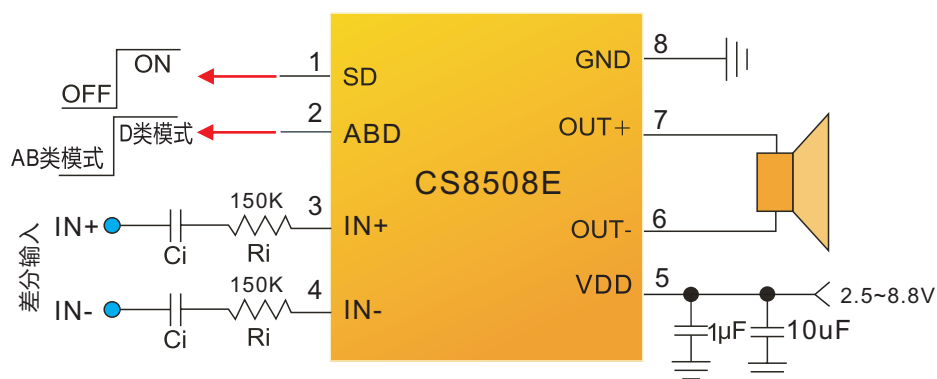 ON
OFF
D类模式
AB类模式
1
SD
2
ABD
差分输入
IN+
Ci
150K
Ri
3
IN+
IN-
Ci
150K
Ri
4
IN-
CS8508E
GND
8
OUT+
7
OUT-
6
VDD
5
2.5~8.8V
1μF
10uF